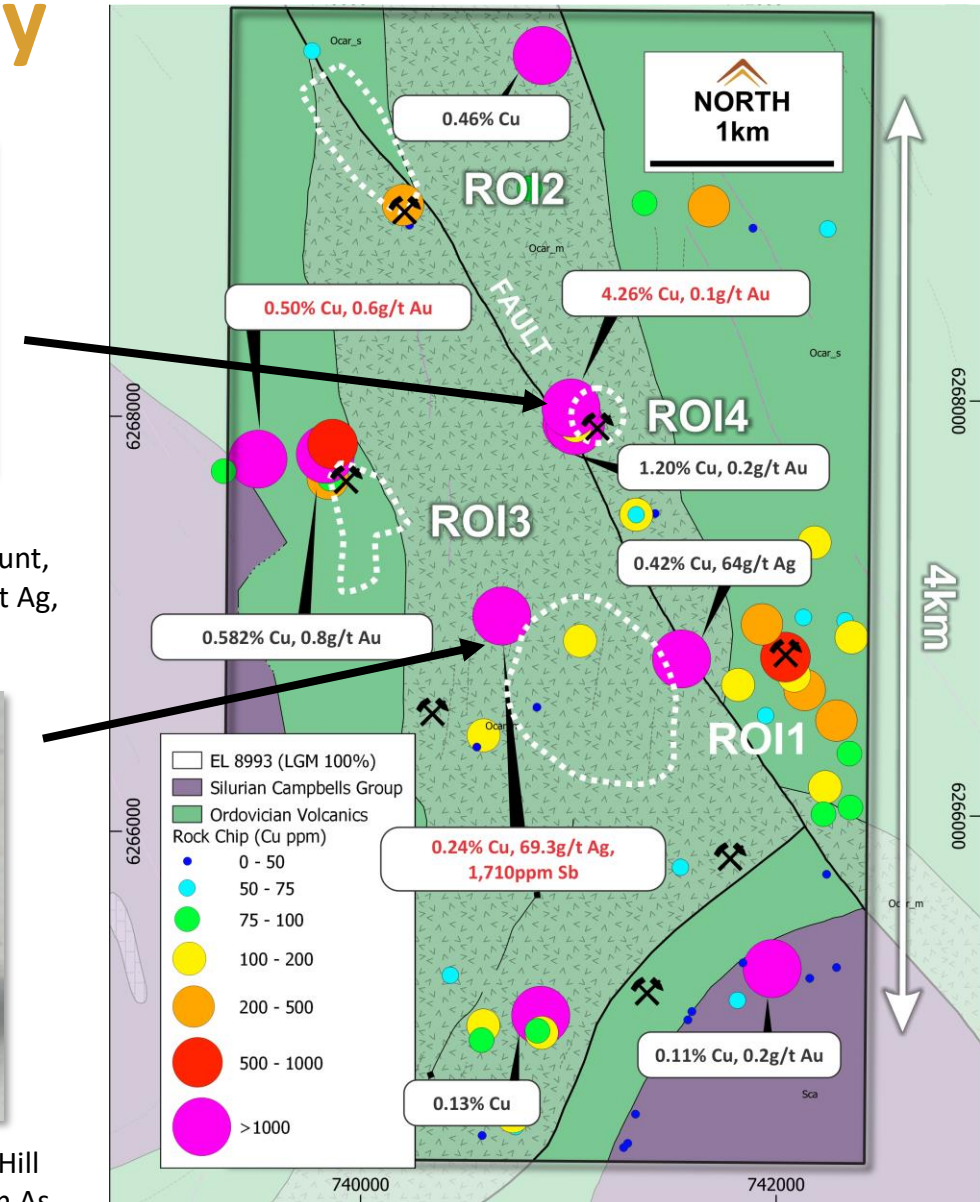 y
Ocar_s
0.46% Cu
NORTH
1km
ROI2
Ocar_m
0.50% Cu, 0.6g/t Au
4.26% Cu, 0.1g/t Au
FAULT
Ocar_s
6268000
6268000
ROI4
1.20% Cu, 0.2g/t Au
ROI3
0.42% Cu, 64g/t Ag
4km
unt,
t Ag,
0.582% Cu, 0.8g/t Au
ROI1
EL 8993 (LGM 100%)
Silurian Campbells Group
Ordovician Volcanics
Rock Chip (Cu ppm)
0 - 50
50 - 75
75 - 100
100 - 200
200 - 500
500 - 1000
>1000
6266000
6266000
0.24% Cu, 69.3g/t Ag,
1,710ppm Sb
0.11% Cu, 0.2g/t Au
0.13% Cu
Sca
Hill
As
740000
742000